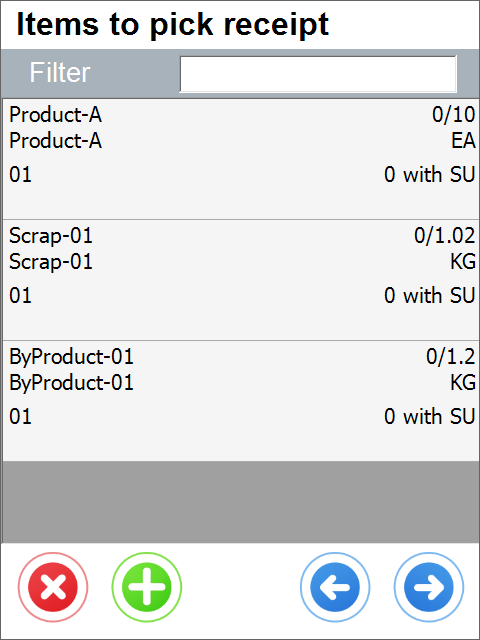 Items to pick receipt
Filter
Product-A 0/10
Product-A EA
01 0 with SU
Scrap-01 0/1.02
Scrap-01 KG
01 0 with SU
ByProduct-01 0/1.2
ByProduct-01 KG
01 0 with SU